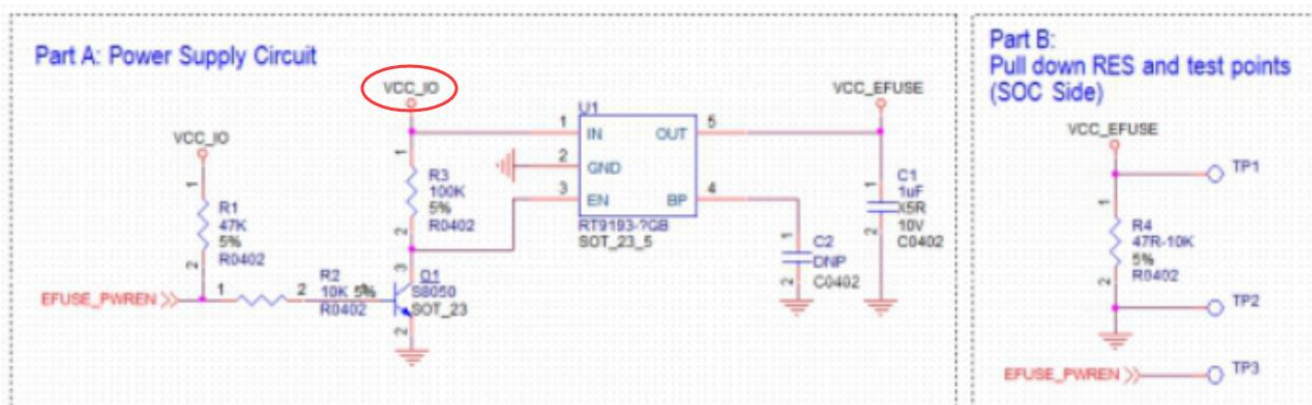 Part A: Power Supply Circuit
VCC_IO
VCC_IO
EFUSE_PWREN
1
2
R1
47K
5%
R0402
1
2
R2
10K 5%
R0402
1
2
R3
100K
5%
R0402
3
2
Q1
S8050
SOT_23
U1
1
IN
2
GND
3
EN
OUT
5
BP
4
RT9193-?GB
SOT_23_5
VCC_EFUSE
1
2
C1
1uF
X5R
10V
C0402
1
2
C2
DNP
C0402
Part B:
Pull down RES and test points
(SOC Side)
VCC_EFUSE
TP1
1
2
R4
47R-10K
5%
R0402
TP2
EFUSE_PWREN
TP3